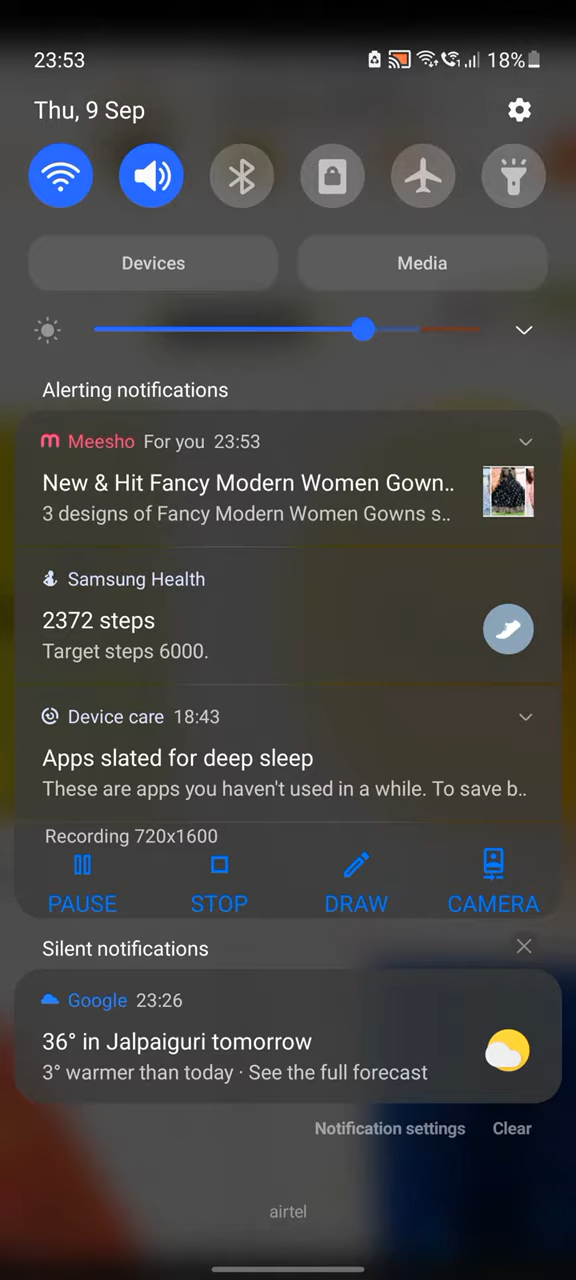 23:53 18%
Thu, 9 Sep
Devices Media
Alerting notifications
Meesho For you 23:53
New & Hit Fancy Modern Women Gown..
3 designs of Fancy Modern Women Gowns s..
Samsung Health
2372 steps
Target steps 6000.
Device care 18:43
Apps slated for deep sleep
These are apps you haven't used in a while. To save b..
Recording 720x1600
PAUSE STOP DRAW CAMERA
Silent notifications
Google 23:26
36° in Jalpaiguri tomorrow
3° warmer than today · See the full forecast
Notification settings Clear
airtel